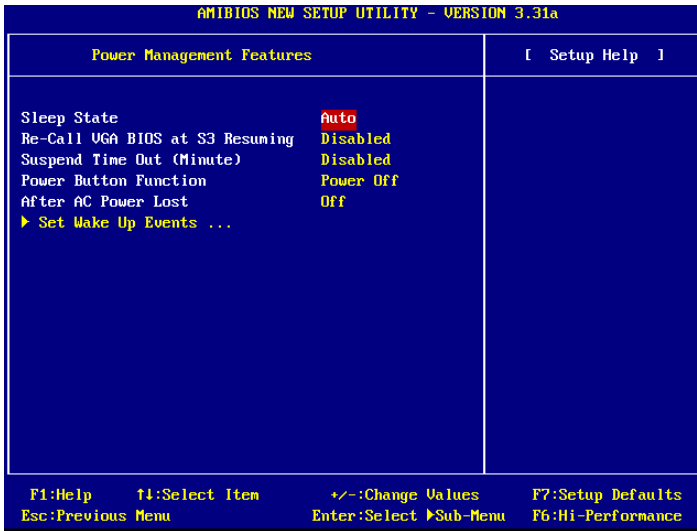 AMIBIOS NEW SETUP UTILITY - VERSION 3.31a
Power Management Features
[ Setup Help ]
Sleep State Auto
Re-Call VGA BIOS at S3 Resuming Disabled
Suspend Time Out (Minute) Disabled
Power Button Function Power Off
After AC Power Lost Off
▶ Set Wake Up Events ...
F1:Help ↑↓:Select Item +/-:Change Values F7:Setup Defaults
Esc:Previous Menu Enter:Select ▶Sub-Menu F6:Hi-Performance